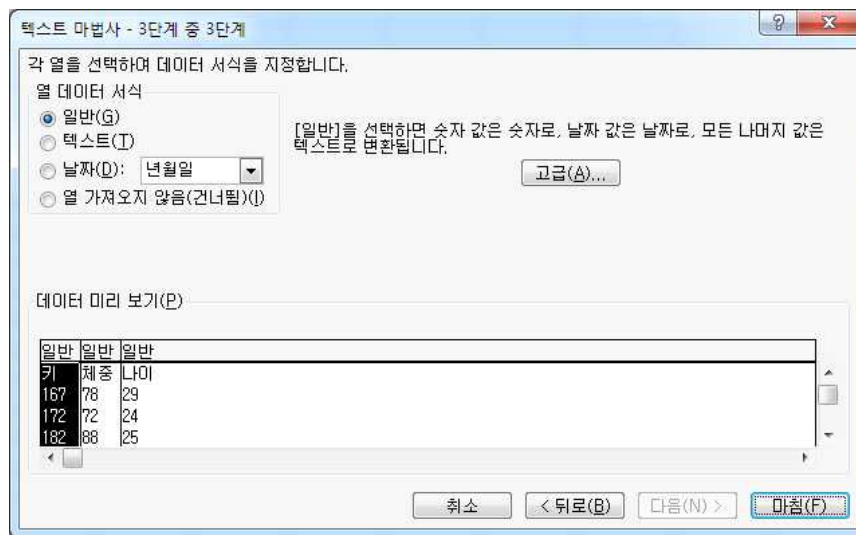 텍스트 마법사 - 3단계 중 3단계
각 열을 선택하여 데이터 서식을 지정합니다.
열 데이터 서식
일반(G)
텍스트(T)
날짜(D): 년월일
열 가져오지 않음(건너뜀)(I)
[일반]을 선택하면 숫자 값은 숫자로, 날짜 값은 날짜로, 모든 나머지 값은
텍스트로 변환됩니다.
고급(A)...
데이터 미리 보기(P)
일반 일반 일반
키 체중 나이
167 78 29
172 72 24
182 88 25
취소 < 뒤로(B) 다음(N) > 마침(F)